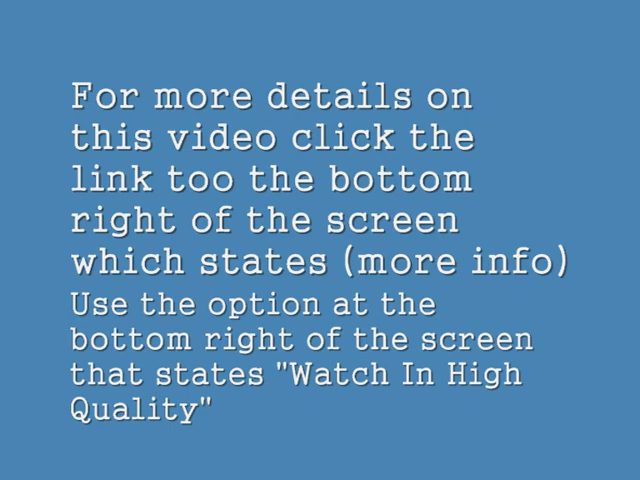 For more details on
this video click the
link too the bottom
right of the screen
which states (more info)
Use the option at the
bottom right of the screen
that states "Watch In High
Quality"